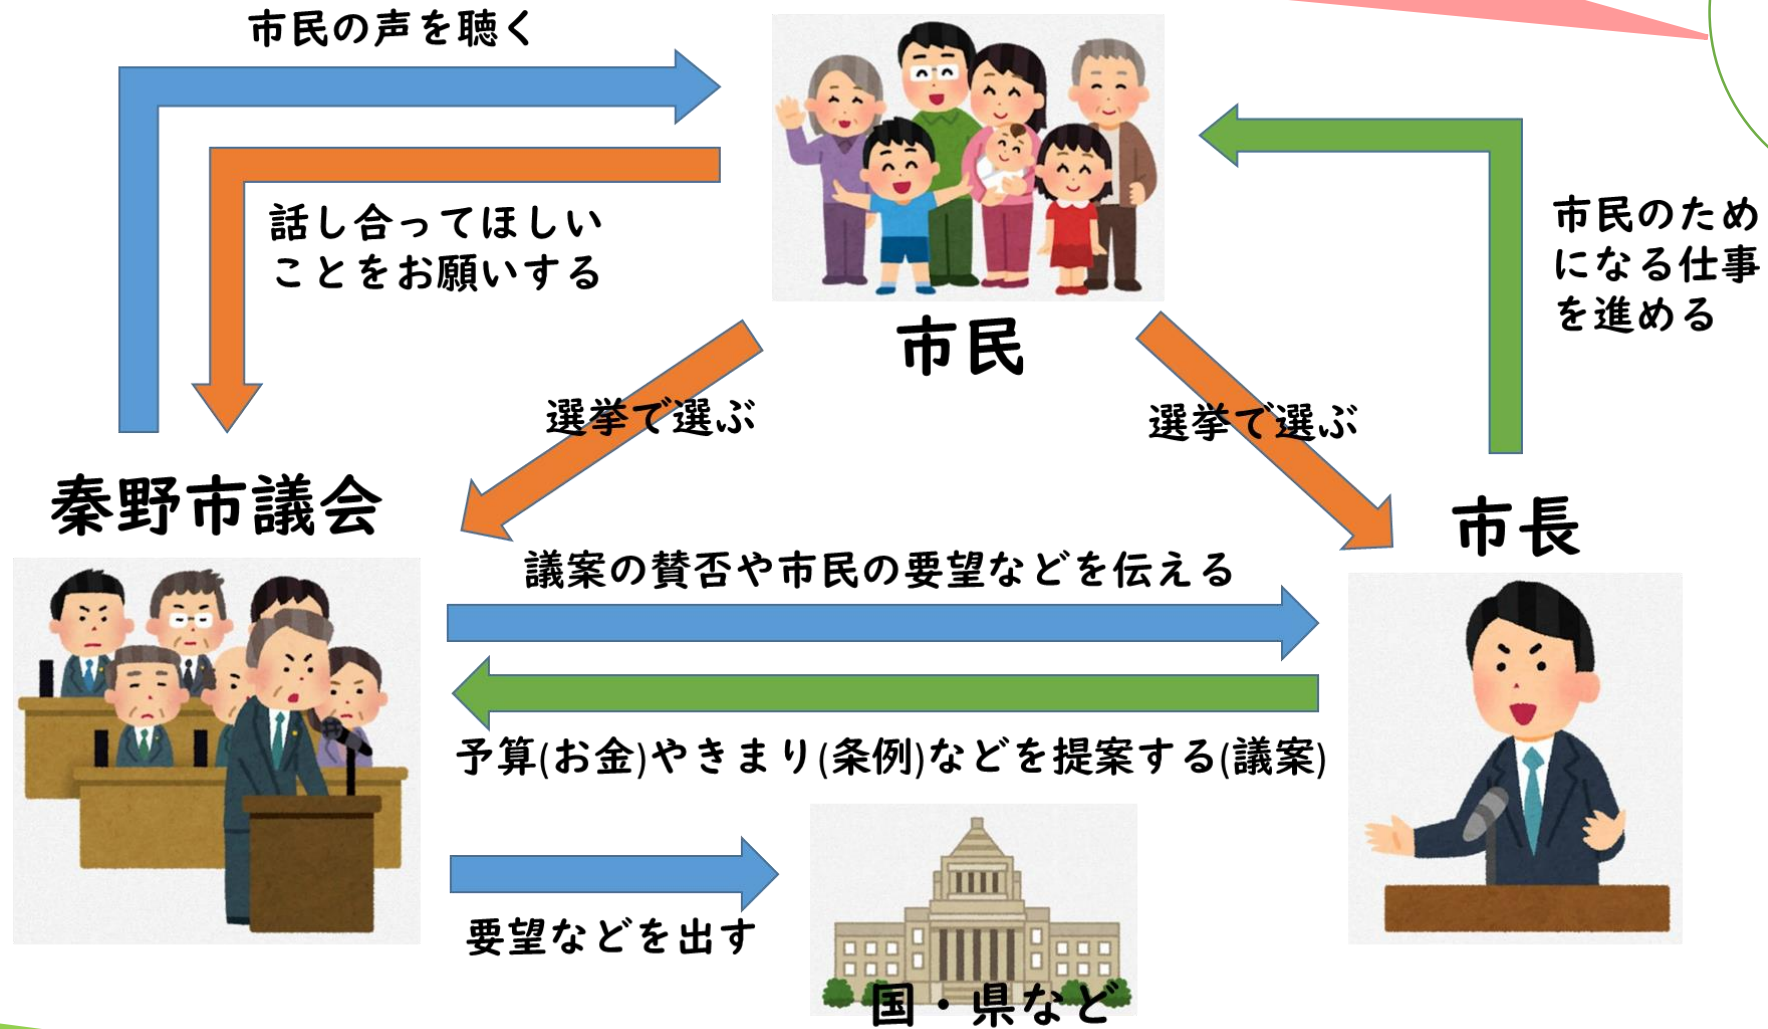 市民の声を聴く
話し合ってほしい
ことをお願いする
市民
市民のため
になる仕事
を進める
選挙で選ぶ
選挙で選ぶ
秦野市議会
市長
議案の賛否や市民の要望などを伝える
予算(お金)やきまり(条例)などを提案する(議案)
要望などを出す
国・県など